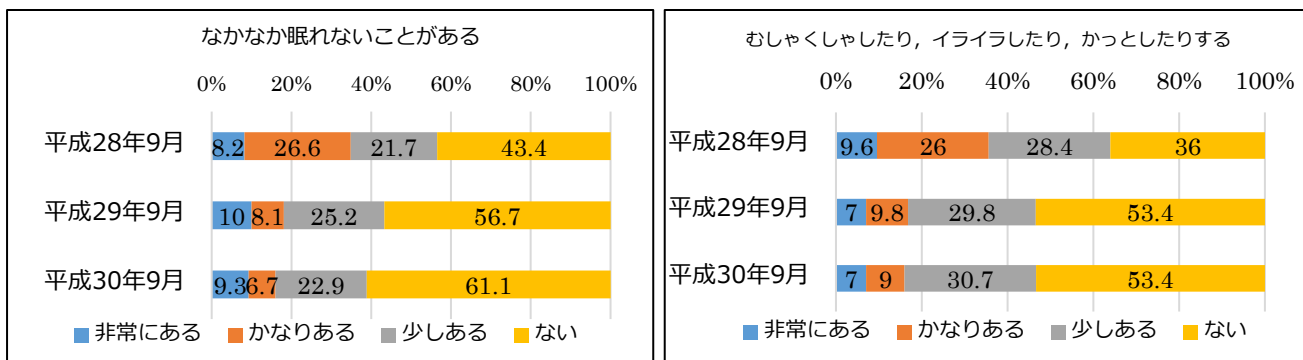 なかなか眠れないことがある
0% 20% 40% 60% 80% 100%
平成28年9月 8.2 26.6 21.7 43.4
平成29年9月 10 8.1 25.2 56.7
平成30年9月 9.3 6.7 22.9 61.1
非常にある かなりある 少しある ない
むしゃくしゃしたり，イライラしたり，かっとしたりする
0% 20% 40% 60% 80% 100%
平成28年9月 9.6 26 28.4 36
平成29年9月 7 9.8 29.8 53.4
平成30年9月 7 9 30.7 53.4
非常にある かなりある 少しある ない